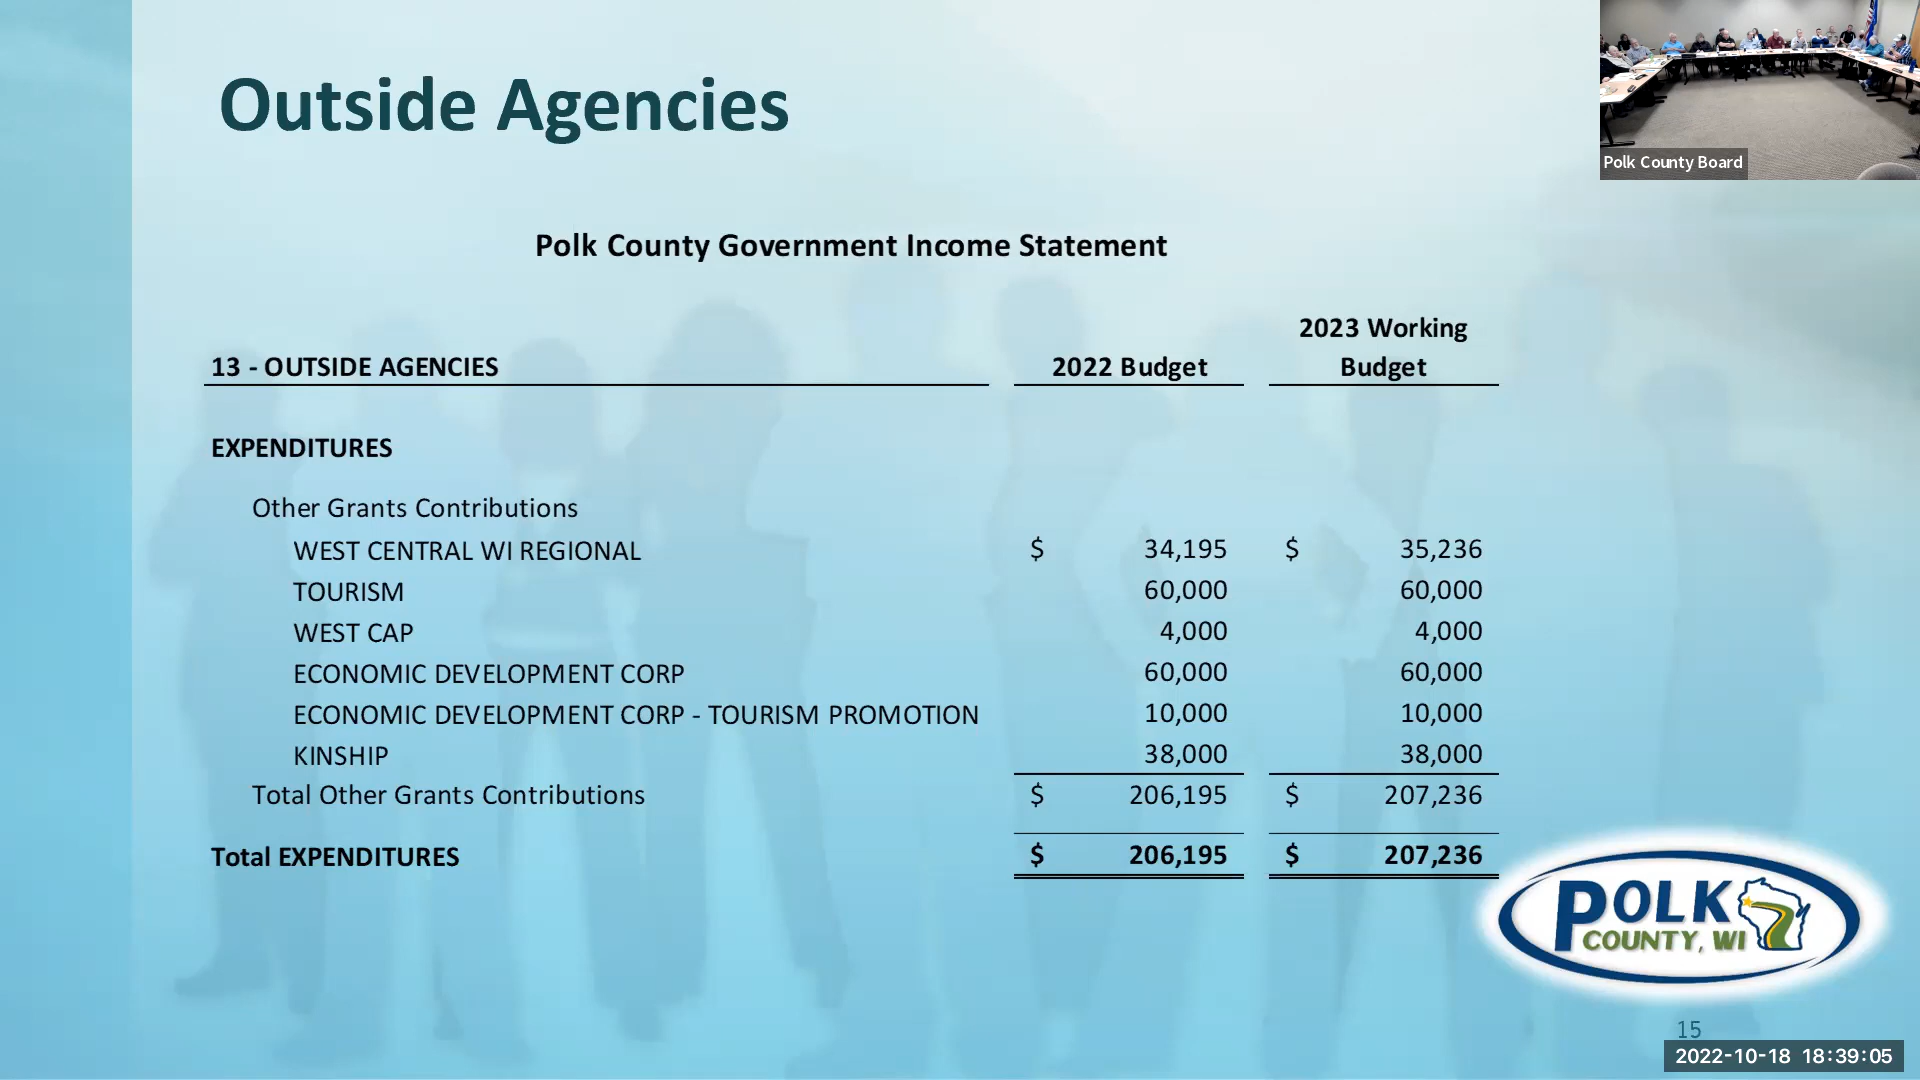 Outside Agencies
Polk County Board
Polk County Government Income Statement
13 - OUTSIDE AGENCIES 2022 Budget 2023 Working Budget
EXPENDITURES
Other Grants Contributions
WEST CENTRAL WI REGIONAL $ 34,195 $ 35,236
TOURISM 60,000 60,000
WEST CAP 4,000 4,000
ECONOMIC DEVELOPMENT CORP 60,000 60,000
ECONOMIC DEVELOPMENT CORP - TOURISM PROMOTION 10,000 10,000
KINSHIP 38,000 38,000
Total Other Grants Contributions $ 206,195 $ 207,236
Total EXPENDITURES $ 206,195 $ 207,236
POLK
COUNTY, WI
15
2022-10-18 18:39:05